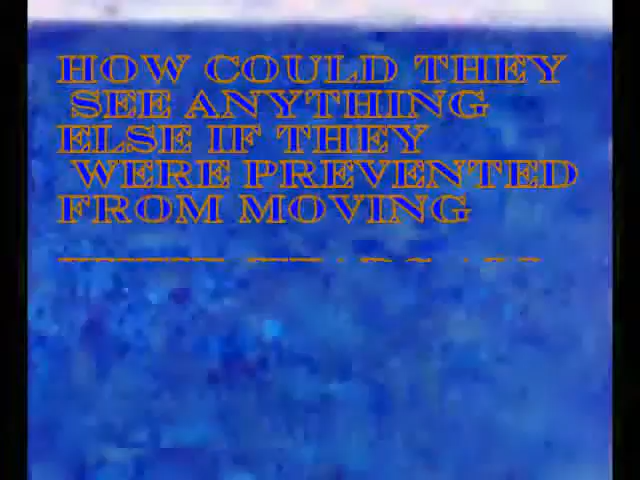 HOW COULD THEY
SEE ANYTHING
ELSE IF THEY
WERE PREVENTED
FROM MOVING